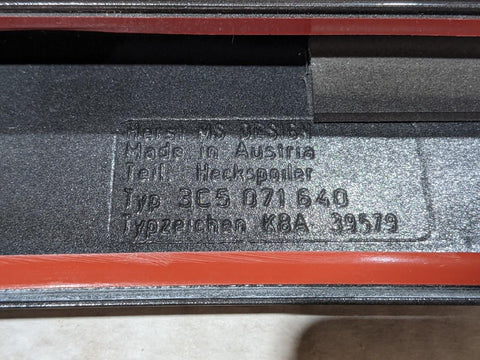 Herst. MS DESIGN
Made in Austria
Teil: Heckspoiler
Typ 3C5 071 640
Typzeichen KBA 39579